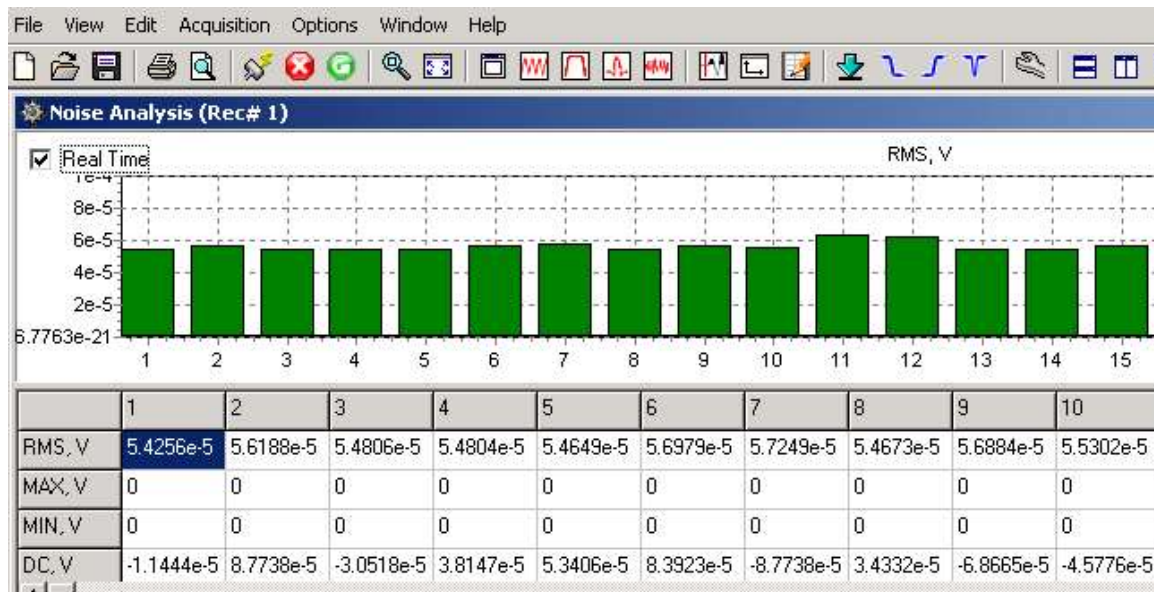 File View Edit Acquisition Options Window Help
Noise Analysis (Rec# 1)
Real Time
RMS, V
1e-4
8e-5
6e-5
4e-5
2e-5
6.7763e-21
1 2 3 4 5 6 7 8 9 10 11 12 13 14 15
1 2 3 4 5 6 7 8 9 10
RMS, V 5.4256e-5 5.6188e-5 5.4806e-5 5.4804e-5 5.4649e-5 5.6979e-5 5.7249e-5 5.4673e-5 5.6884e-5 5.5302e-5
MAX, V 0 0 0 0 0 0 0 0 0 0
MIN, V 0 0 0 0 0 0 0 0 0 0
DC, V -1.1444e-5 8.7738e-5 -3.0518e-5 3.8147e-5 5.3406e-5 8.3923e-5 -8.7738e-5 3.4332e-5 -6.8665e-5 -4.5776e-5